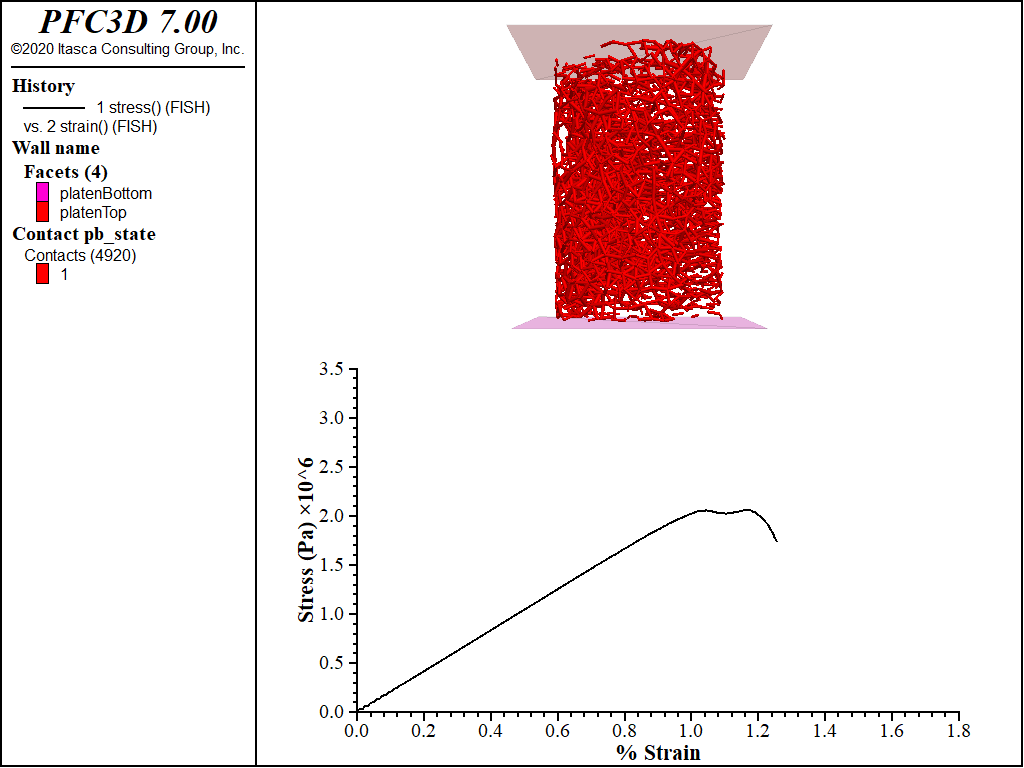 PFC3D 7.00
©2020 Itasca Consulting Group, Inc.
History
1 stress() (FISH)
vs. 2 strain() (FISH)
Wall name
Facets (4)
platenBottom
platenTop
Contact pb_state
Contacts (4920)
1
Stress (Pa) ×10^6
3.5
3.0
2.5
2.0
1.5
1.0
0.5
0.0
0.0 0.2 0.4 0.6 0.8 1.0 1.2 1.4 1.6 1.8
% Strain